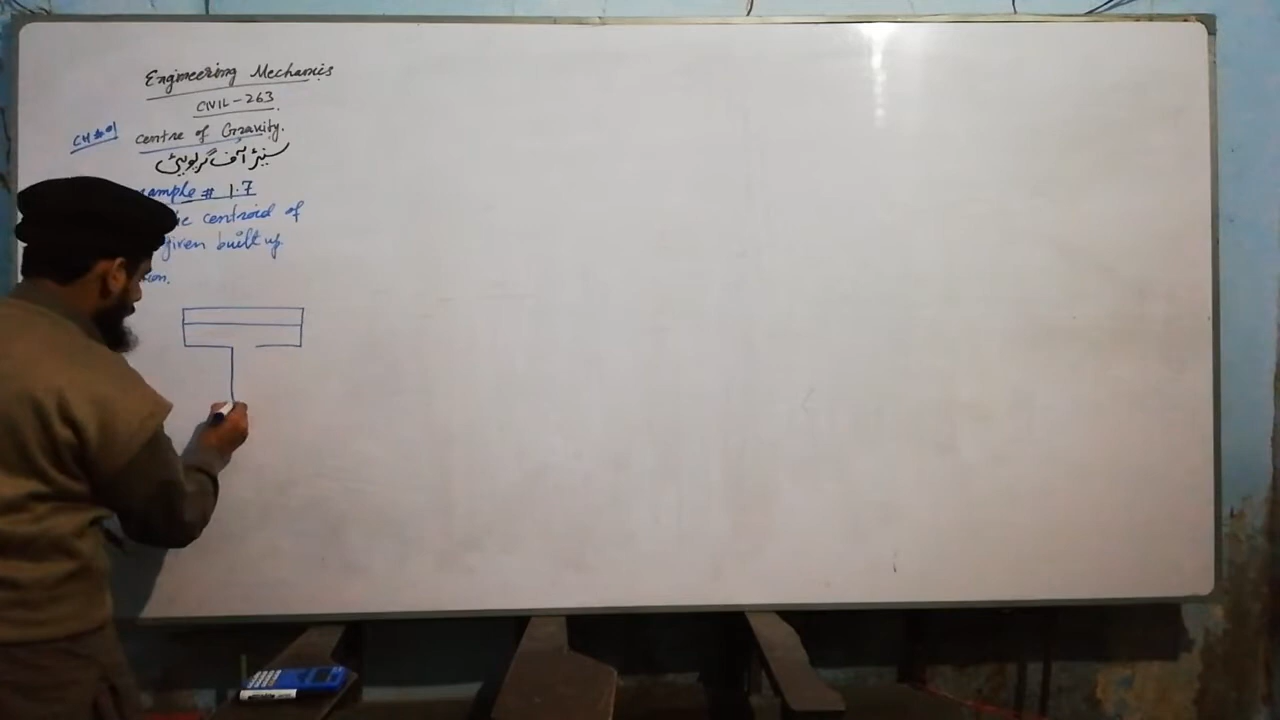 Engineering Mechanics
CIVIL-263
CH # 01
Centre of Gravity.
سنٹر آف گریویٹی
ample # 1.7
centroid of
given built up